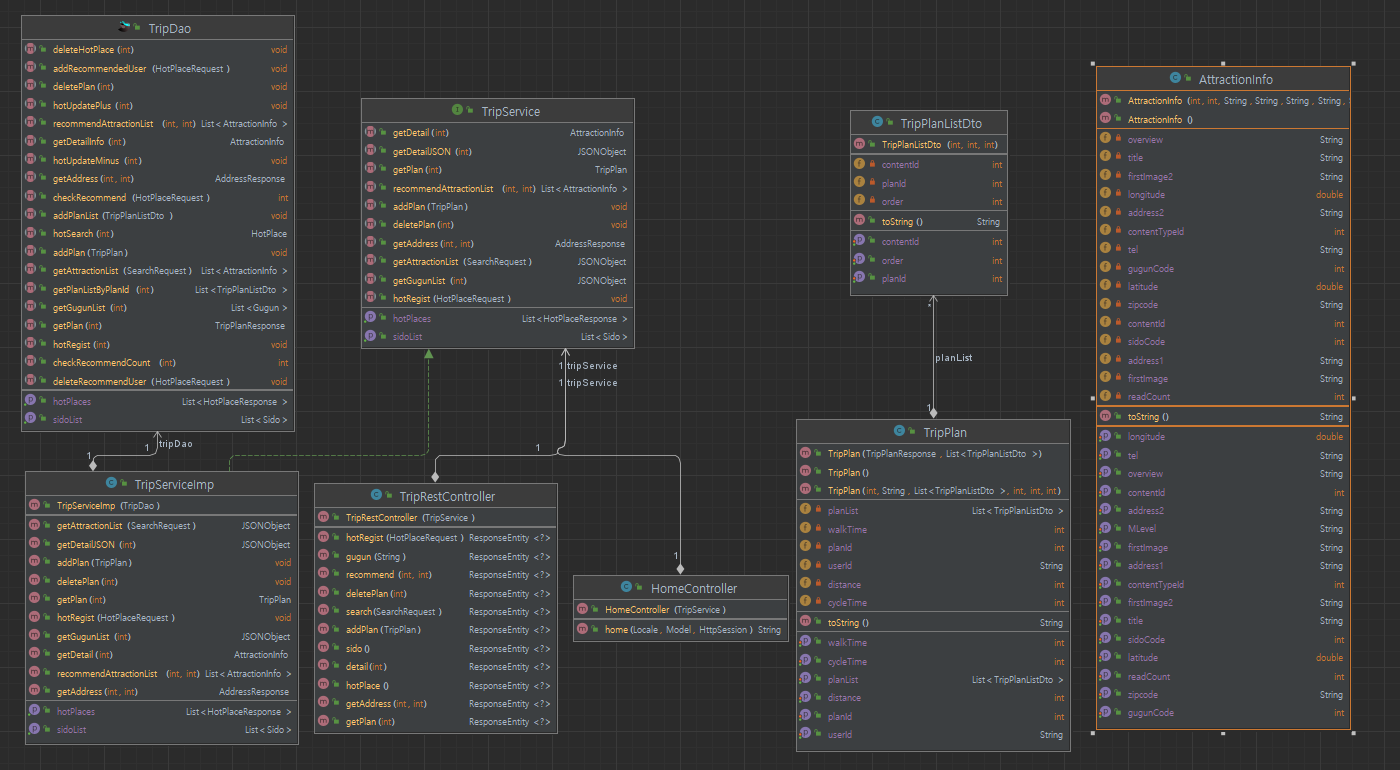 TripDao
deleteHotPlace (int) void
addRecommendedUser (HotPlaceRequest ) void
deletePlan (int) void
hotUpdatePlus (int) void
recommendAttractionList (int, int) List < AttractionInfo >
getDetailInfo (int) AttractionInfo
hotUpdateMinus (int) void
getAddress (int, int) AddressResponse
checkRecommend (HotPlaceRequest ) int
addPlanList (TripPlanListDto ) void
hotSearch (int) HotPlace
addPlan (TripPlan ) void
getAttractionList (SearchRequest ) List < AttractionInfo >
getPlanListByPlanId (int) List < TripPlanListDto >
getGugunList (int) List < Gugun >
getPlan (int) TripPlanResponse
hotRegist (int) void
checkRecommendCount (int) int
deleteRecommendUser (HotPlaceRequest ) void
hotPlaces List < HotPlaceResponse >
sidoList List < Sido >
TripService
getDetail (int) AttractionInfo
getDetailJSON (int) JSONObject
getPlan (int) TripPlan
recommendAttractionList (int, int) List < AttractionInfo >
addPlan (TripPlan ) void
deletePlan (int) void
getAddress (int, int) AddressResponse
getAttractionList (SearchRequest ) JSONObject
getGugunList (int) JSONObject
hotRegist (HotPlaceRequest ) void
hotPlaces List < HotPlaceResponse >
sidoList List < Sido >
1 tripService
1 tripService
1
1
1 tripDao
1
TripServiceImp
TripServiceImp (TripDao )
getAttractionList (SearchRequest ) JSONObject
getDetailJSON (int) JSONObject
addPlan (TripPlan ) void
deletePlan (int) void
getPlan (int) TripPlan
hotRegist (HotPlaceRequest ) void
getGugunList (int) JSONObject
getDetail (int) AttractionInfo
recommendAttractionList (int, int) List < AttractionInfo >
getAddress (int, int) AddressResponse
hotPlaces List < HotPlaceResponse >
sidoList List < Sido >
TripRestController
TripRestController (TripService )
hotRegist (HotPlaceRequest ) ResponseEntity <?>
gugun (String ) ResponseEntity <?>
recommend (int, int) ResponseEntity <?>
deletePlan (int) ResponseEntity <?>
search (SearchRequest ) ResponseEntity <?>
addPlan (TripPlan ) ResponseEntity <?>
sido () ResponseEntity <?>
detail (int) ResponseEntity <?>
hotPlace () ResponseEntity <?>
getAddress (int, int) ResponseEntity <?>
getPlan (int) ResponseEntity <?>
HomeController
HomeController (TripService )
home (Locale , Model , HttpSession ) String
TripPlanListDto
TripPlanListDto (int, int, int)
contentId int
planId int
order int
toString () String
contentId int
order int
planId int
*
planList
1
TripPlan
TripPlan (TripPlanResponse , List < TripPlanListDto >)
TripPlan ()
TripPlan (int, String , List < TripPlanListDto >, int, int, int)
planList List < TripPlanListDto >
walkTime int
planId int
userId String
distance int
cycleTime int
toString () String
walkTime int
cycleTime int
planList List < TripPlanListDto >
distance int
planId int
userId String
AttractionInfo
AttractionInfo (int, int, String , String , String , String ,
AttractionInfo ()
overview String
title String
firstImage2 String
longitude double
address2 String
contentTypeId int
tel String
gugunCode int
latitude double
zipcode String
contentId int
sidoCode int
address1 String
firstImage String
readCount int
toString () String
longitude double
tel String
overview String
contentId int
address2 String
MLevel String
firstImage String
address1 String
contentTypeId int
firstImage2 String
title String
sidoCode int
latitude double
readCount int
zipcode String
gugunCode int